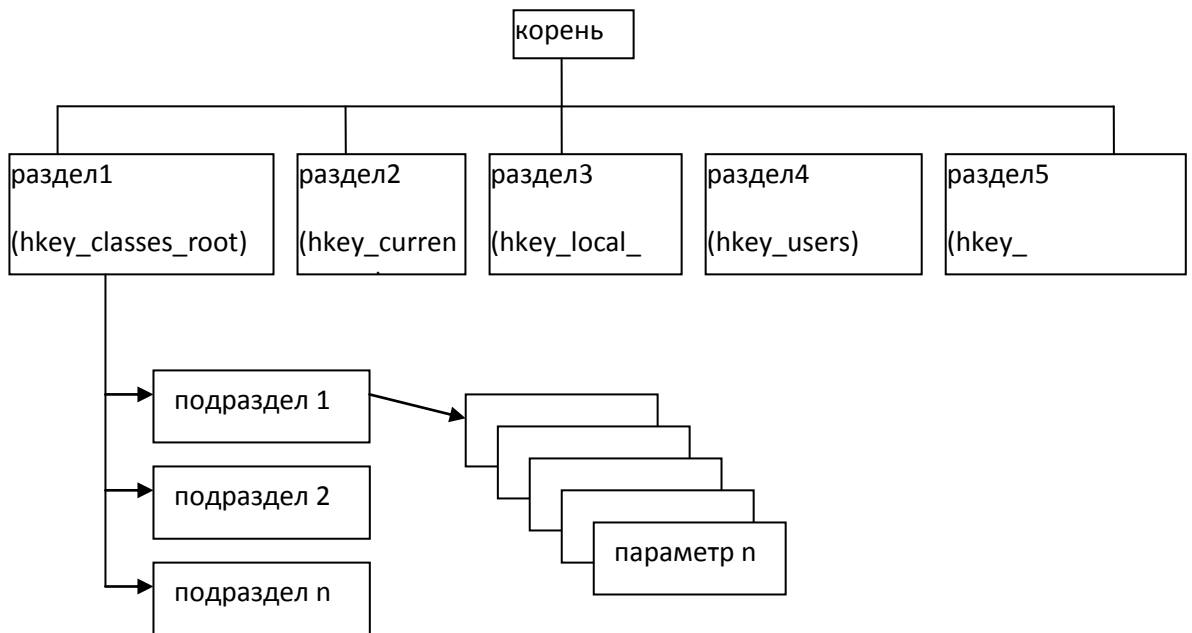 корень
раздел1
(hkey_classes_root)
раздел2
(hkey_curren
раздел3
(hkey_local_
раздел4
(hkey_users)
раздел5
(hkey_
подраздел 1
подраздел 2
подраздел n
параметр n